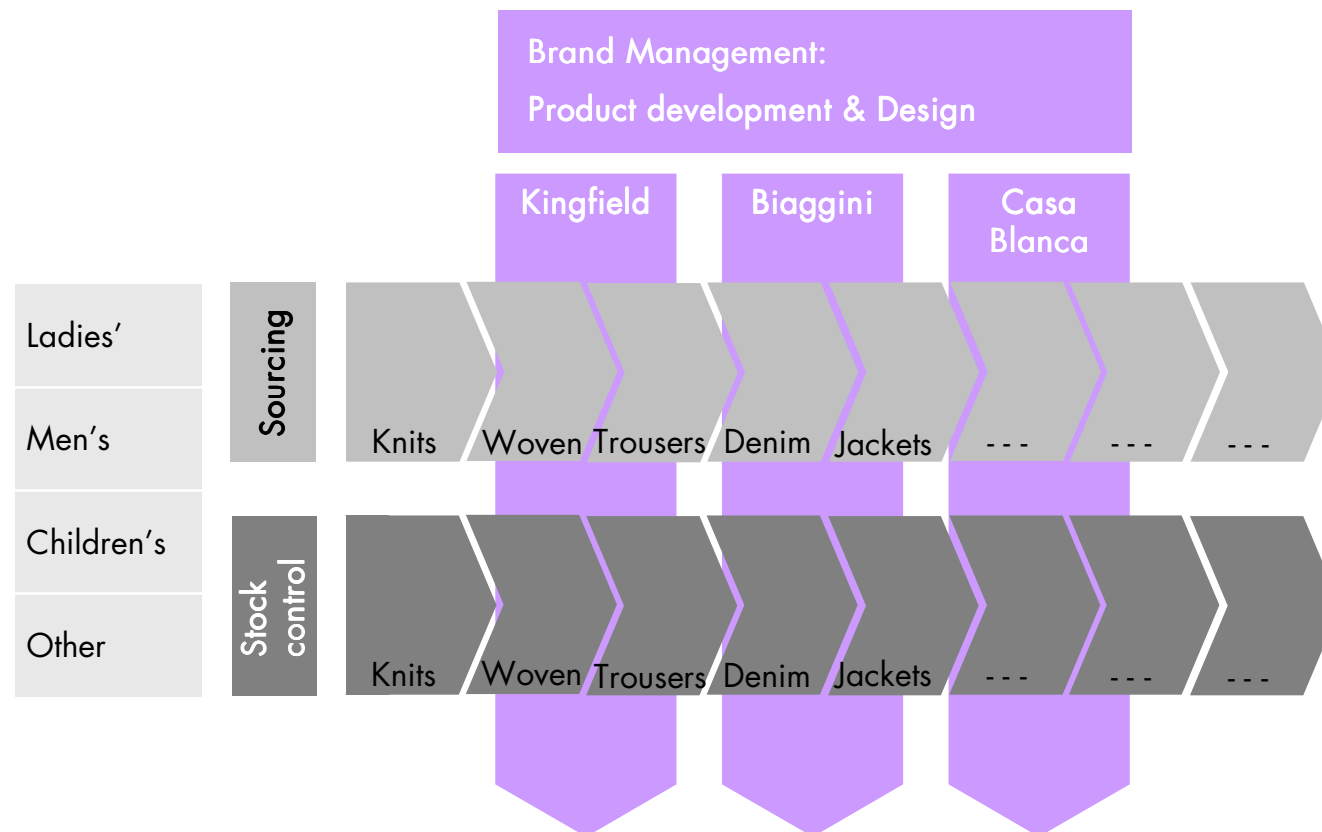 Brand Management:
Product development & Design
Kingfield
Biaggini
Casa
Blanca
Ladies’
Men’s
Children’s
Other
Sourcing
Knits
Woven
Trousers
Denim
Jackets
- - -
- - -
- - -
Stock
control
Knits
Woven
Trousers
Denim
Jackets
- - -
- - -
- - -